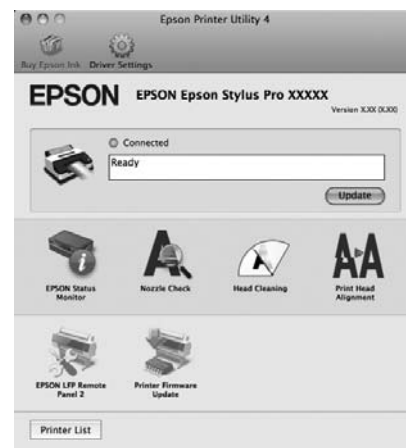 Epson Printer Utility 4
Buy Epson Ink Driver Settings
EPSON EPSON Epson Stylus Pro XXXXX
Version X.XX (X.XX)
Connected
Ready
Update
EPSON Status Monitor
Nozzle Check
Head Cleaning
Print Head Alignment
EPSON LFP Remote Panel 2
Printer Firmware Update
Printer List